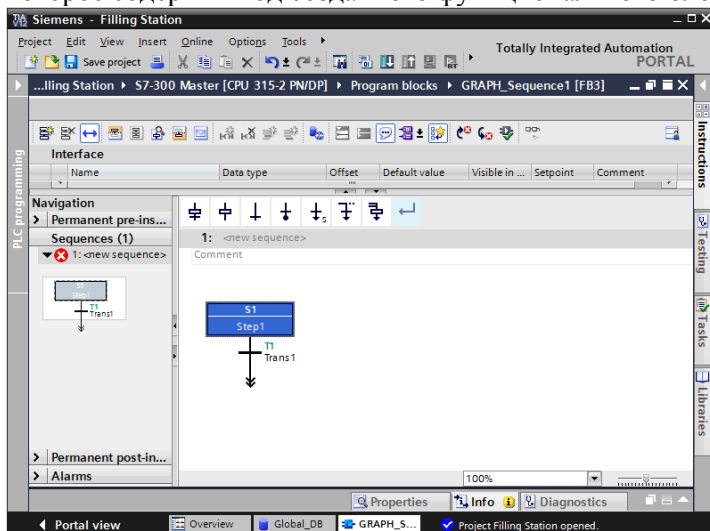 Siemens - Filling Station
Project Edit View Insert Online Options Tools
Totally Integrated Automation
PORTAL
Save project
...lling Station › S7-300 Master [CPU 315-2 PN/DP] › Program blocks › GRAPH_Sequence1 [FB3]
Interface
Name Data type Offset Default value Visible in ... Setpoint Comment
Navigation
Permanent pre-ins...
Sequences (1)
1: <new sequence>
1: <new sequence>
Comment
S1
Step1
T1
Trans1
S1
Step1
T1
Trans1
Permanent post-in...
Alarms
100%
Properties Info Diagnostics
Portal view Overview Global_DB GRAPH_S... Project Filling Station opened.
PLC programming
Instructions
Testing
Tasks
Libraries